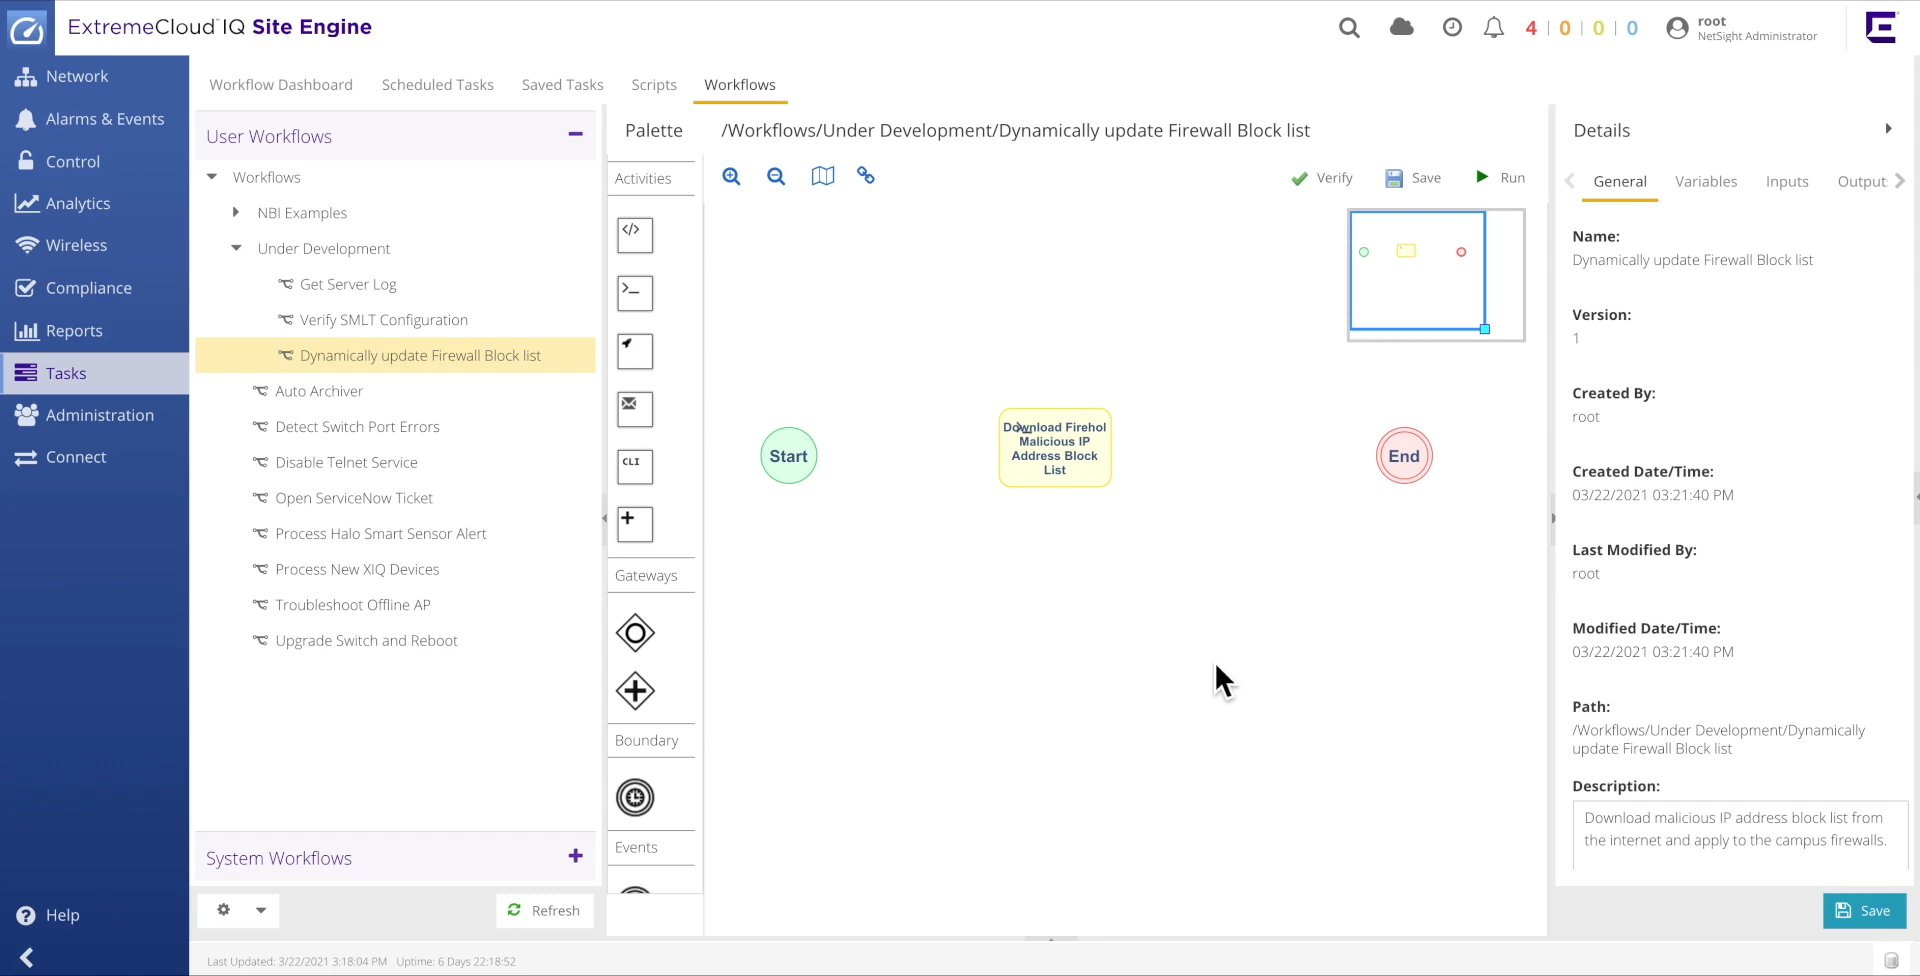 ExtremeCloud™ IQ Site Engine
4 | 0 | 0 | 0
root
NetSight Administrator
Network
Alarms & Events
Control
Analytics
Wireless
Compliance
Reports
Tasks
Administration
Connect
Help
Workflow Dashboard
Scheduled Tasks
Saved Tasks
Scripts
Workflows
User Workflows
Workflows
NBI Examples
Under Development
Get Server Log
Verify SMLT Configuration
Dynamically update Firewall Block list
Auto Archiver
Detect Switch Port Errors
Disable Telnet Service
Open ServiceNow Ticket
Process Halo Smart Sensor Alert
Process New XIQ Devices
Troubleshoot Offline AP
Upgrade Switch and Reboot
System Workflows
Refresh
Palette
Activities
CLI
Gateways
Boundary
Events
/Workflows/Under Development/Dynamically update Firewall Block list
Verify
Save
Run
Start
Download Firehol
Malicious IP
Address Block
List
End
Details
General
Variables
Inputs
Output
Name:
Dynamically update Firewall Block list
Version:
1
Created By:
root
Created Date/Time:
03/22/2021 03:21:40 PM
Last Modified By:
root
Modified Date/Time:
03/22/2021 03:21:40 PM
Path:
/Workflows/Under Development/Dynamically
update Firewall Block list
Description:
Download malicious IP address block list from
the internet and apply to the campus firewalls.
Save
Last Updated: 3/22/2021 3:18:04 PM Uptime: 6 Days 22:18:52